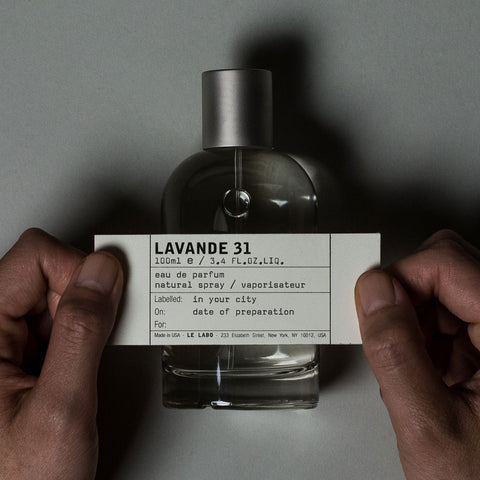 LAVANDE 31
100ml e / 3.4 FL.OZ.LIQ.
eau de parfum
natural spray / vaporisateur
Labelled: in your city
On: date of preparation
For:
Made in USA - LE LABO - 233 Elizabeth Street, New York, NY 10012, USA